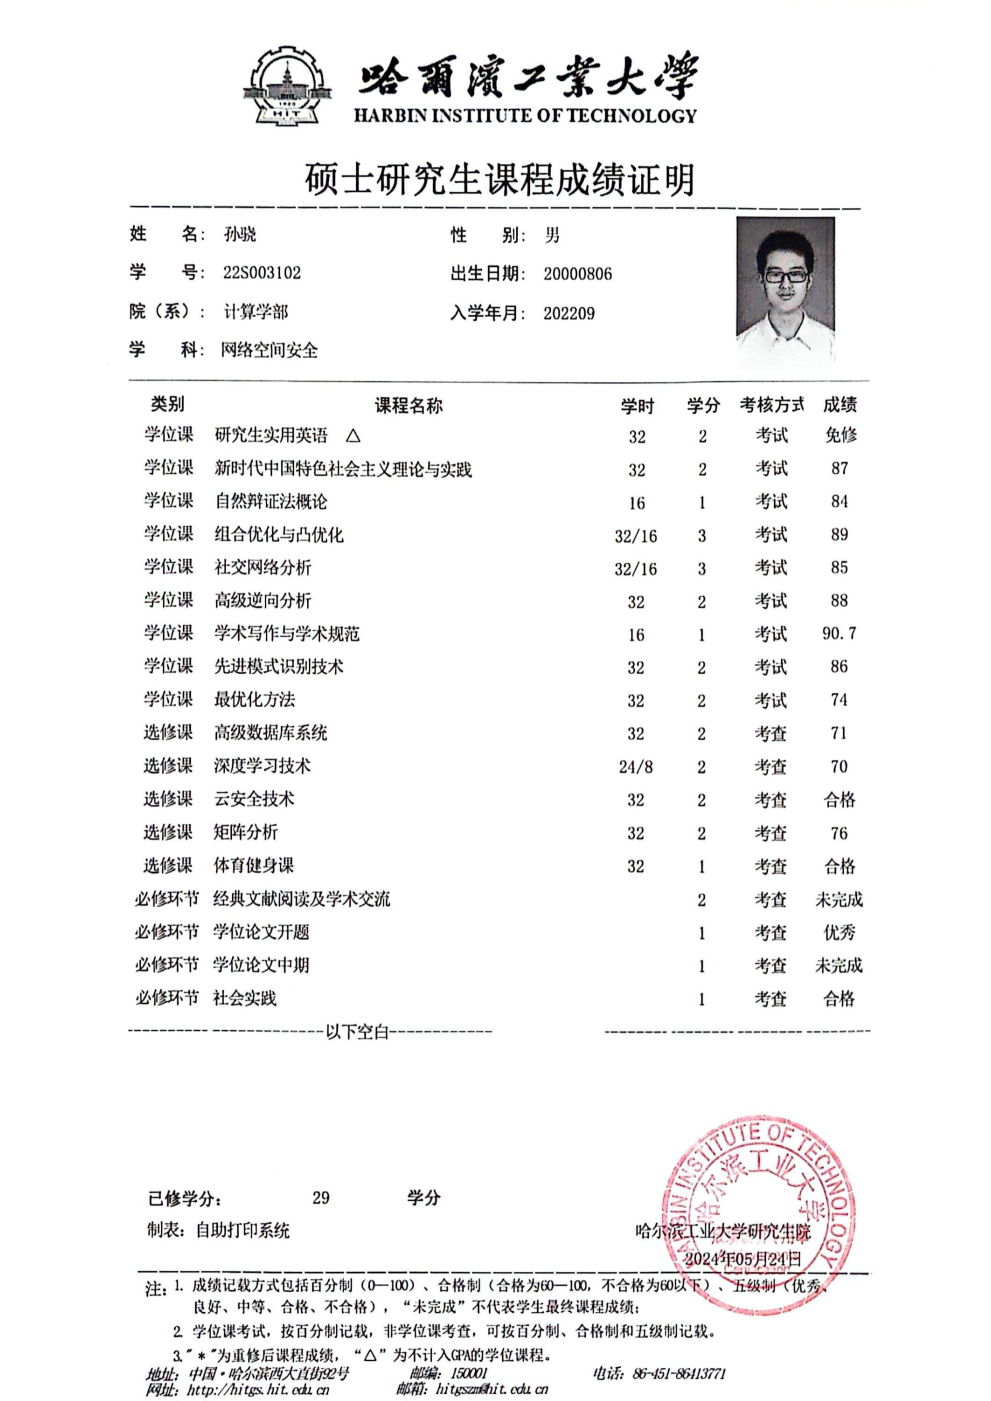 哈爾濱工業大學
HARBIN INSTITUTE OF TECHNOLOGY
1920
HIT
硕士研究生课程成绩证明
姓 名: 孙骁 性 别: 男
学 号: 22S003102 出生日期: 20000806
院（系）: 计算学部 入学年月: 202209
学 科: 网络空间安全
类别 课程名称 学时 学分 考核方式 成绩
学位课 研究生实用英语 △ 32 2 考试 免修
学位课 新时代中国特色社会主义理论与实践 32 2 考试 87
学位课 自然辩证法概论 16 1 考试 84
学位课 组合优化与凸优化 32/16 3 考试 89
学位课 社交网络分析 32/16 3 考试 85
学位课 高级逆向分析 32 2 考试 88
学位课 学术写作与学术规范 16 1 考试 90.7
学位课 先进模式识别技术 32 2 考试 86
学位课 最优化方法 32 2 考试 74
选修课 高级数据库系统 32 2 考查 71
选修课 深度学习技术 24/8 2 考查 70
选修课 云安全技术 32 2 考查 合格
选修课 矩阵分析 32 2 考查 76
选修课 体育健身课 32 1 考查 合格
必修环节 经典文献阅读及学术交流 2 考查 未完成
必修环节 学位论文开题 1 考查 优秀
必修环节 学位论文中期 1 考查 未完成
必修环节 社会实践 1 考查 合格
---------- --------------以下空白------------- -------- -------- -------- --------
HARBIN INSTITUTE OF TECHNOLOGY
哈尔滨工业大学
已修学分: 29 学分
制表: 自助打印系统 哈尔滨工业大学研究生院
2024年05月24日
注: 1. 成绩记载方式包括百分制（0—100）、合格制（合格为60—100, 不合格为60以下）、五级制（优秀、
良好、中等、合格、不合格）, “未完成”不代表学生最终课程成绩;
2. 学位课考试, 按百分制记载, 非学位课考查, 可按百分制、合格制和五级制记载。
3.“*”为重修后课程成绩, “△”为不计入GPA的学位课程。
地址: 中国·哈尔滨西大直街92号 邮编: 150001 电话: 86-451-86413771
网址: http://hitgs.hit.edu.cn 邮箱: hitgszm@hit.edu.cn